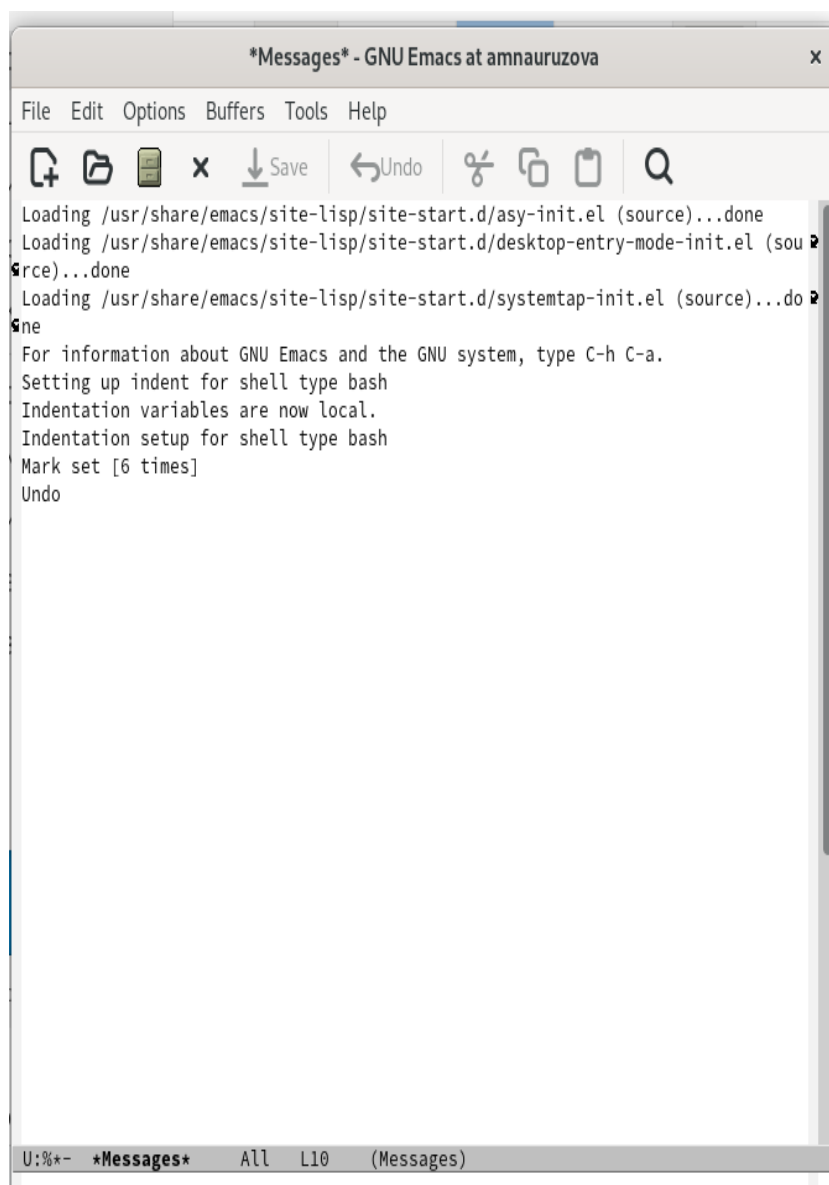 *Messages* - GNU Emacs at amnauruzova
File Edit Options Buffers Tools Help
Save Undo
Loading /usr/share/emacs/site-lisp/site-start.d/asy-init.el (source)...done
Loading /usr/share/emacs/site-lisp/site-start.d/desktop-entry-mode-init.el (sou
rce)...done
Loading /usr/share/emacs/site-lisp/site-start.d/systemtap-init.el (source)...do
ne
For information about GNU Emacs and the GNU system, type C-h C-a.
Setting up indent for shell type bash
Indentation variables are now local.
Indentation setup for shell type bash
Mark set [6 times]
Undo
U:%*-  *Messages*     All   L10    (Messages)